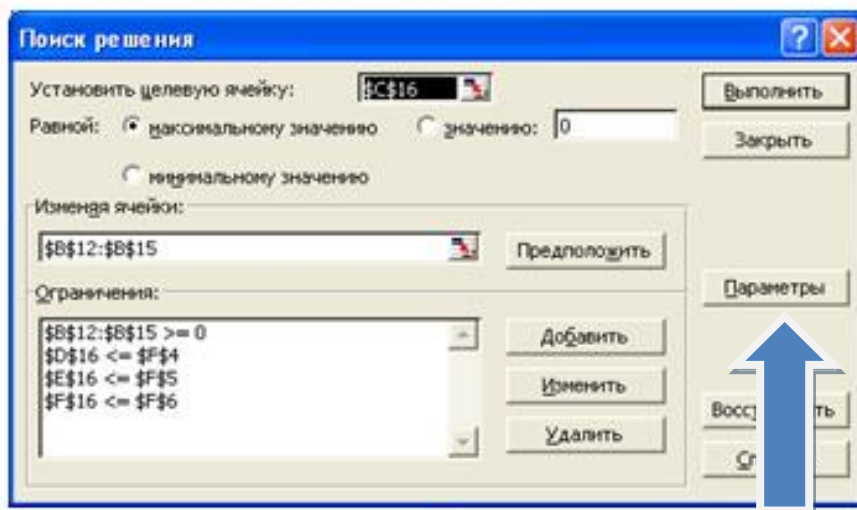 Поиск решения
Установить целевую ячейку: $C$16
Выполнить
Равной: максимальному значению значению: 0
Закрыть
минимальному значению
Изменяя ячейки:
$B$12:$B$15
Предположить
Параметры
Ограничения:
$B$12:$B$15 >= 0
$D$16 <= $F$4
$E$16 <= $F$5
$F$16 <= $F$6
Добавить
Изменить
Удалить